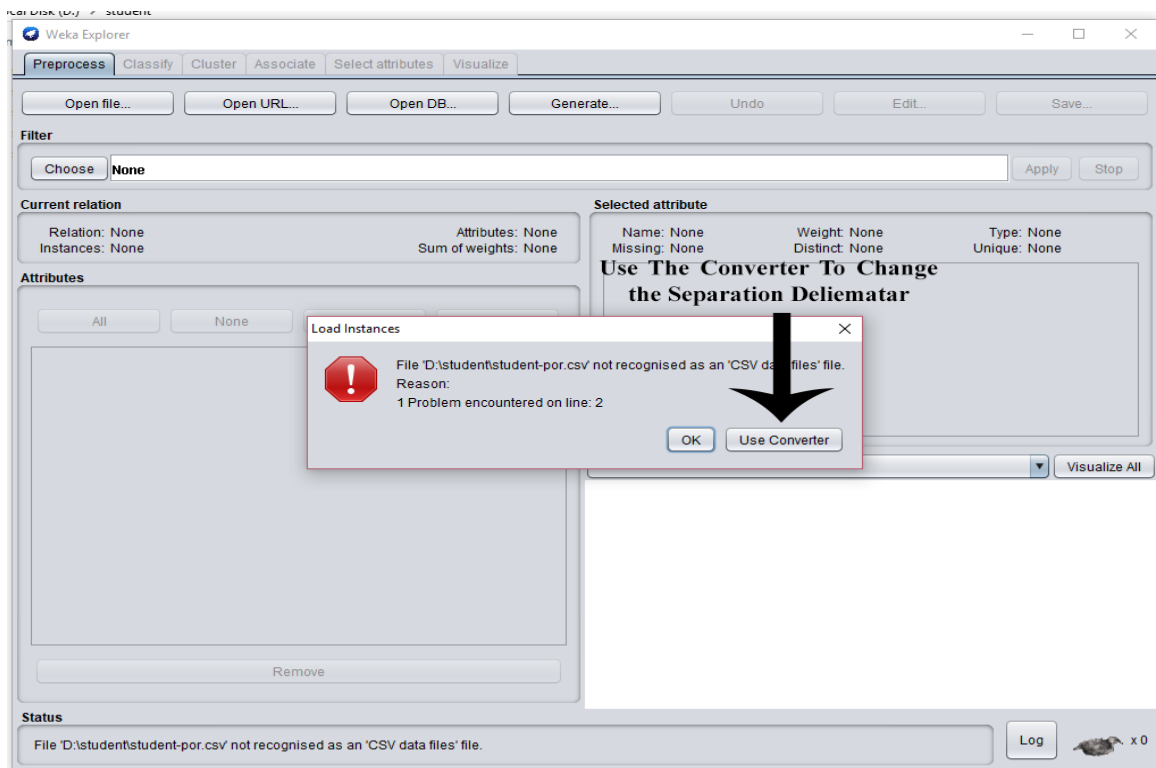 Weka Explorer
Preprocess Classify Cluster Associate Select attributes Visualize
Open file... Open URL... Open DB... Generate... Undo Edit... Save...
Filter
Choose None Apply Stop
Current relation
Relation: None Attributes: None
Instances: None Sum of weights: None
Selected attribute
Name: None Weight: None Type: None
Missing: None Distinct: None Unique: None
Use The Converter To Change
the Separation Deliematar
Attributes
All None
Load Instances
File 'D:\student\student-por.csv' not recognised as an 'CSV data files' file.
Reason:
1 Problem encountered on line: 2
OK Use Converter
Visualize All
Remove
Status
File 'D:\student\student-por.csv' not recognised as an 'CSV data files' file.
Log x 0